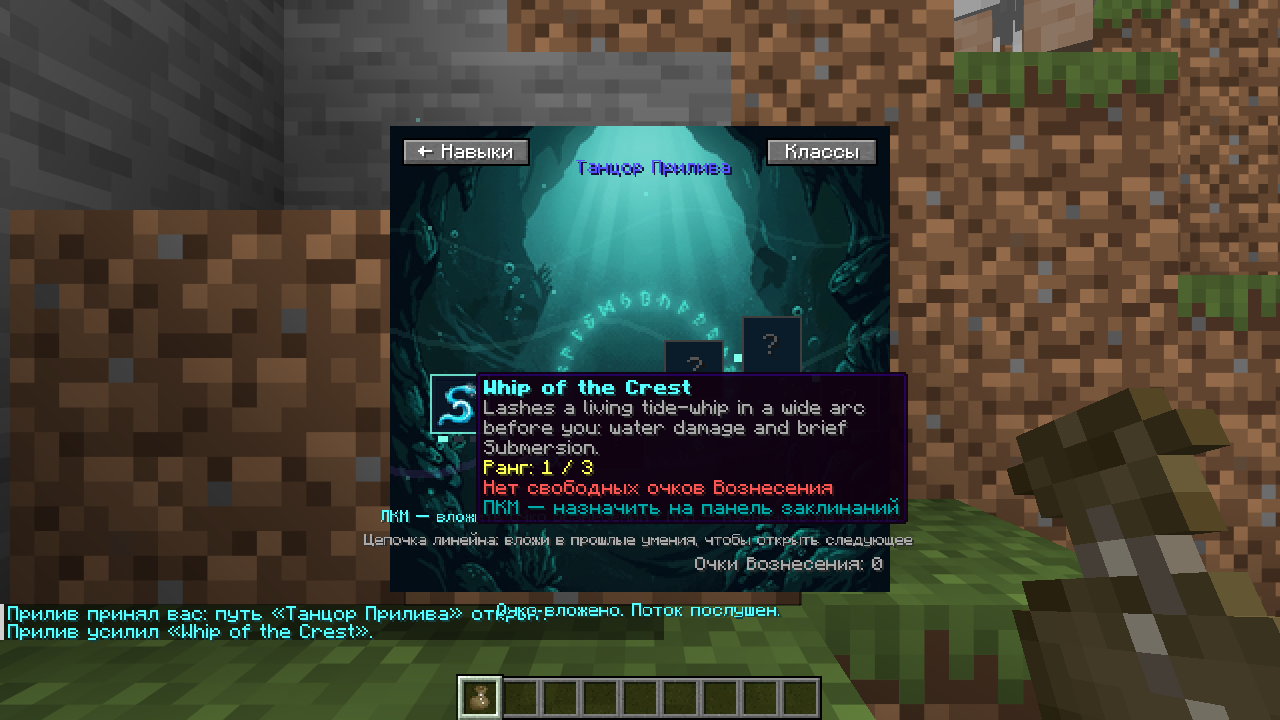 ← Навыки
Классы
Танцор Прилива
?
?
Whip of the Crest
Lashes a living tide-whip in a wide arc
before you: water damage and brief
Submersion.
Ранг: 1 / 3
Нет свободных очков Вознесения
ПКМ — назначить на панель заклинаний
ЛКМ — влож
Цепочка линейна: вложи в прошлые умения, чтобы открыть следующее
Очки Вознесения: 0
Прилив принял вас: путь «Танцор Прилива» открыт.
Очко вложено. Поток послушен.
Прилив усилил «Whip of the Crest».